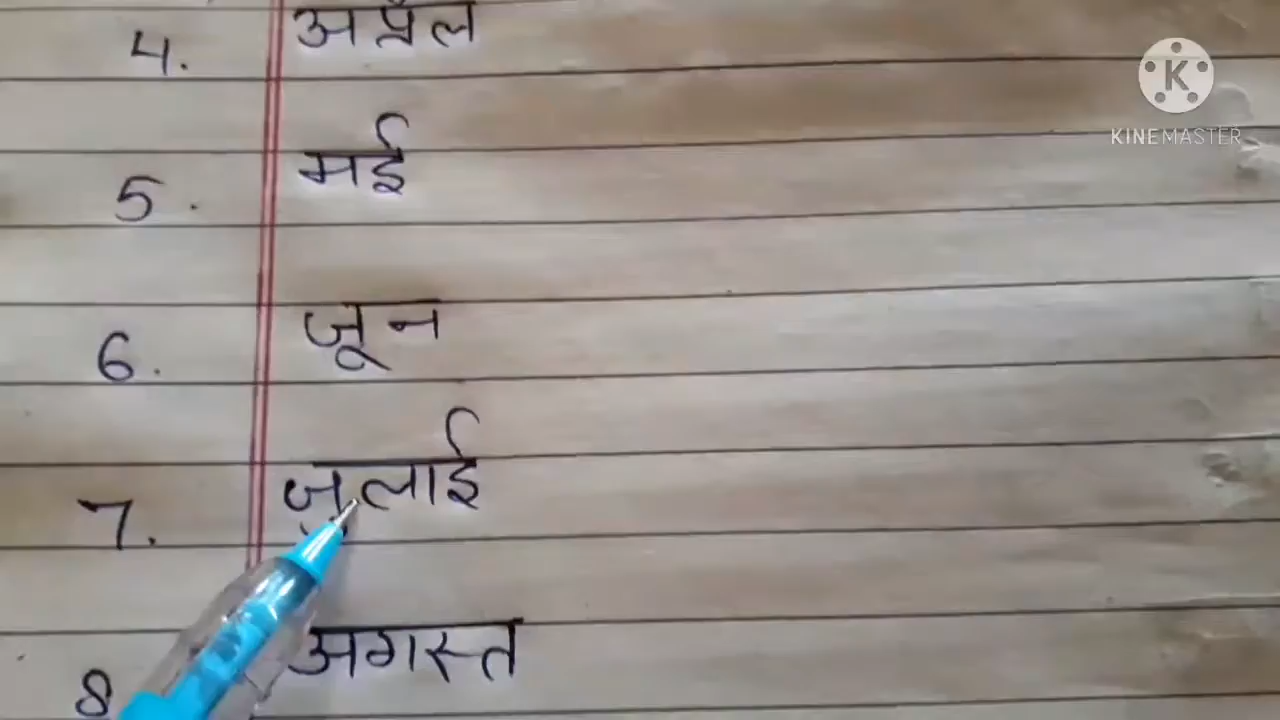 4. अप्रैल
KINEMASTER
5. मई
6. जून
7. जुलाई
8 अगस्त